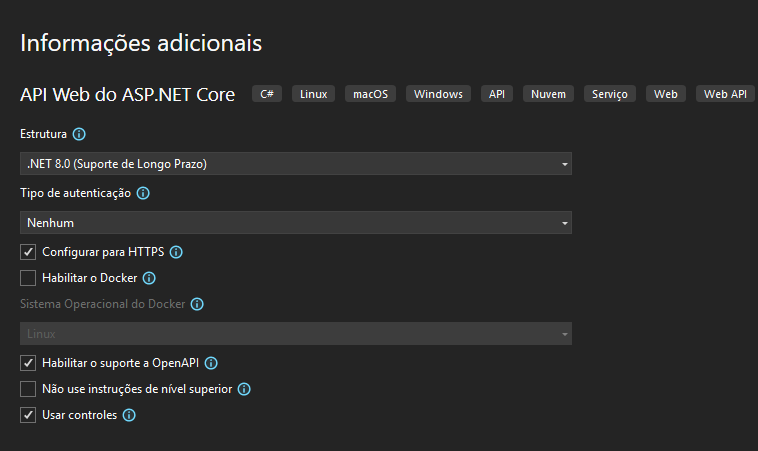 Informações adicionais
API Web do ASP.NET Core C# Linux macOS Windows API Nuvem Serviço Web Web API
Estrutura
.NET 8.0 (Suporte de Longo Prazo)
Tipo de autenticação
Nenhum
Configurar para HTTPS
Habilitar o Docker
Sistema Operacional do Docker
Linux
Habilitar o suporte a OpenAPI
Não use instruções de nível superior
Usar controles